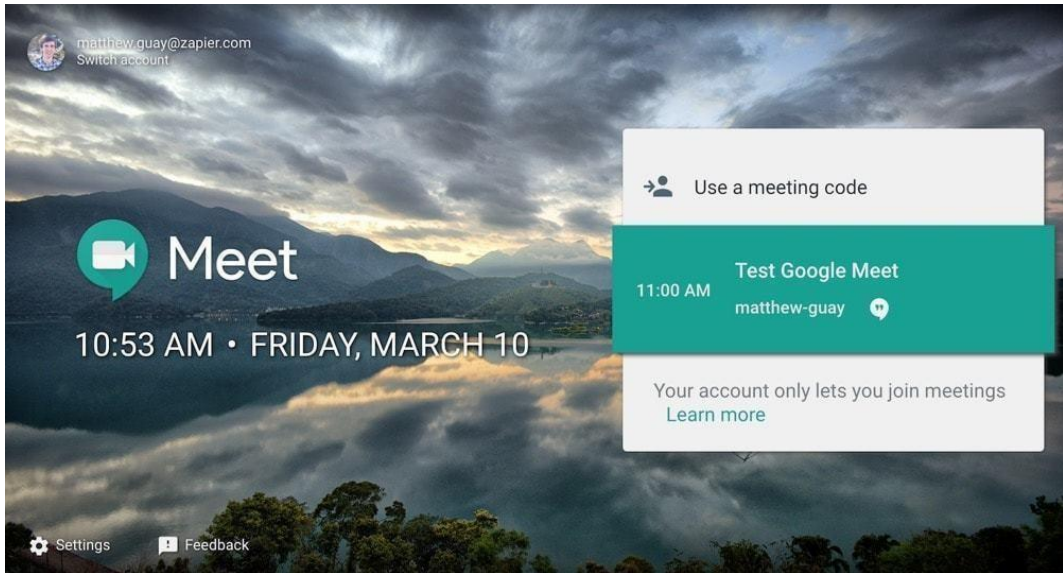 matthew.guay@zapier.com
Switch account
Meet
10:53 AM • FRIDAY, MARCH 10
Use a meeting code
11:00 AM
Test Google Meet
matthew-guay
Your account only lets you join meetings
Learn more
Settings
Feedback